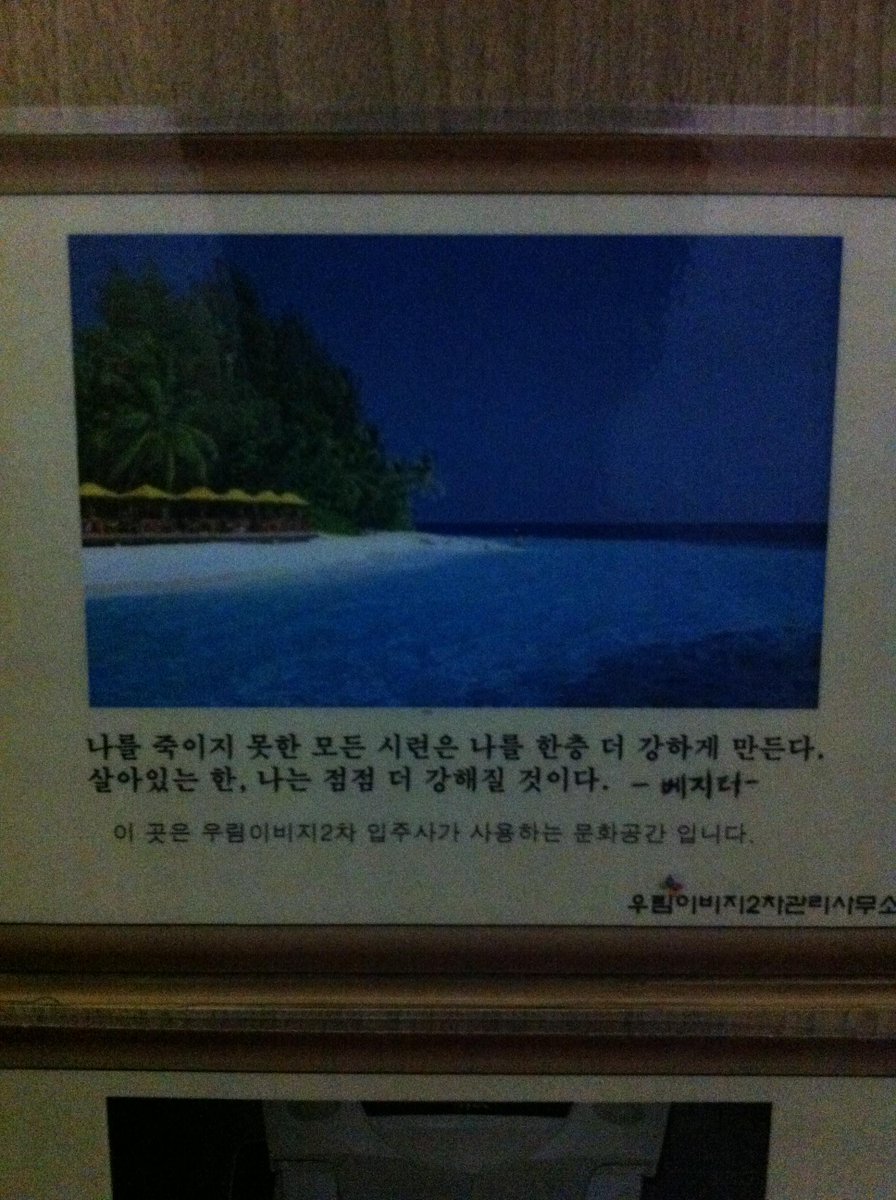 나를 죽이지 못한 모든 시련은 나를 한층 더 강하게 만든다.
살아있는 한, 나는 점점 더 강해질 것이다. - 베지터-
이 곳은 우림이비지2차 입주사가 사용하는 문화공간 입니다.
우림이비지2차관리사무소